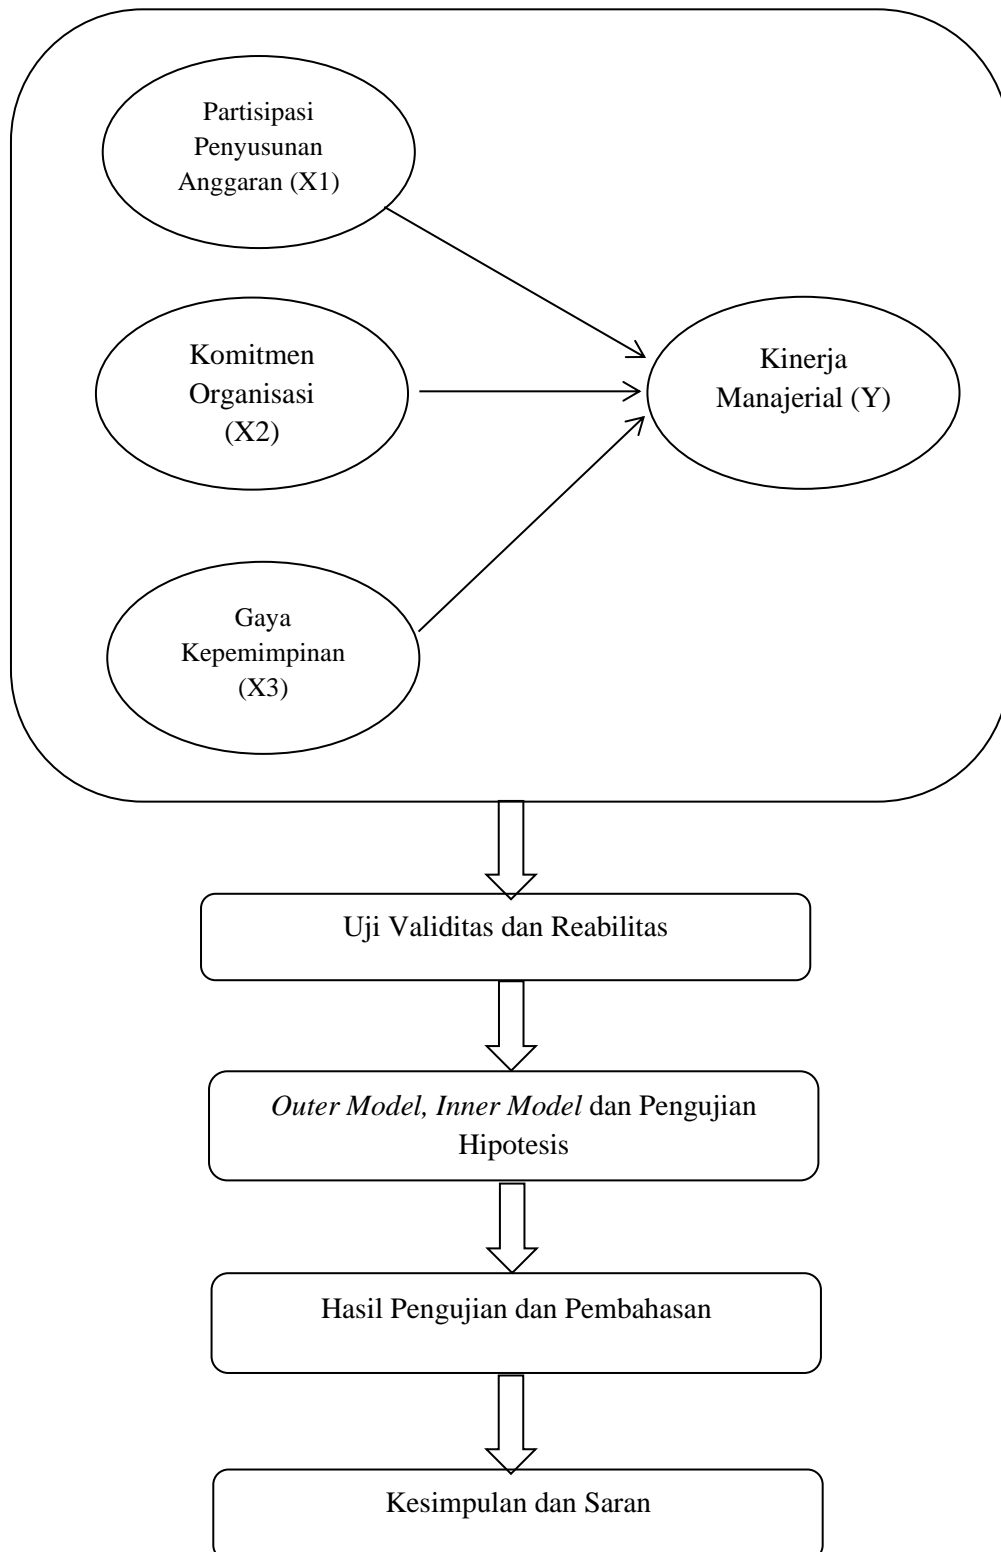 Partisipasi
Penyusunan
Anggaran (X1)
Komitmen
Organisasi
(X2)
Gaya
Kepemimpinan
(X3)
Kinerja
Manajerial (Y)
Uji Validitas dan Reabilitas
Outer Model, Inner Model dan Pengujian
Hipotesis
Hasil Pengujian dan Pembahasan
Kesimpulan dan Saran